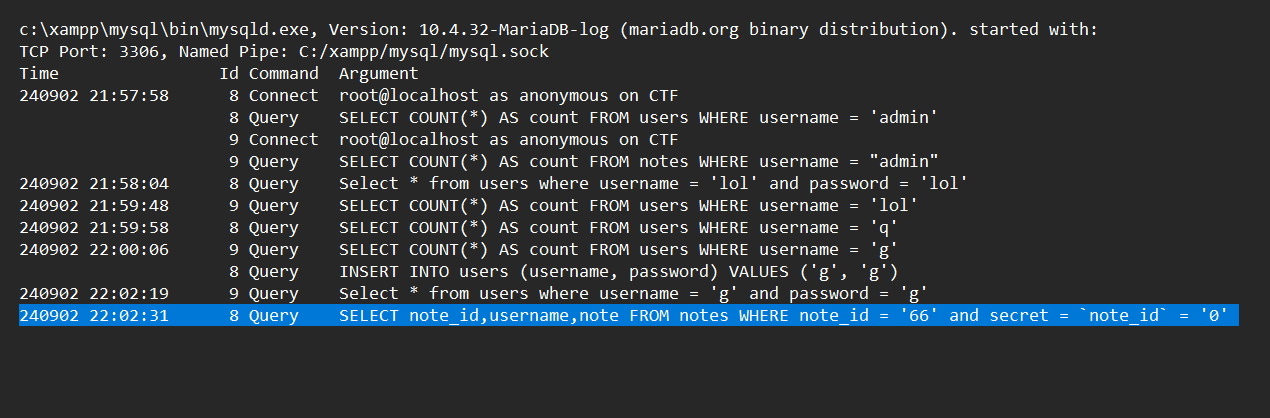 c:\xampp\mysql\bin\mysqld.exe, Version: 10.4.32-MariaDB-log (mariadb.org binary distribution). started with:
TCP Port: 3306, Named Pipe: C:/xampp/mysql/mysql.sock
Time Id Command Argument
240902 21:57:58 8 Connect root@localhost as anonymous on CTF
8 Query SELECT COUNT(*) AS count FROM users WHERE username = 'admin'
9 Connect root@localhost as anonymous on CTF
9 Query SELECT COUNT(*) AS count FROM notes WHERE username = "admin"
240902 21:58:04 8 Query Select * from users where username = 'lol' and password = 'lol'
240902 21:59:48 9 Query SELECT COUNT(*) AS count FROM users WHERE username = 'lol'
240902 21:59:58 8 Query SELECT COUNT(*) AS count FROM users WHERE username = 'q'
240902 22:00:06 9 Query SELECT COUNT(*) AS count FROM users WHERE username = 'g'
8 Query INSERT INTO users (username, password) VALUES ('g', 'g')
240902 22:02:19 9 Query Select * from users where username = 'g' and password = 'g'
240902 22:02:31 8 Query SELECT note_id,username,note FROM notes WHERE note_id = '66' and secret = `note_id` = '0'